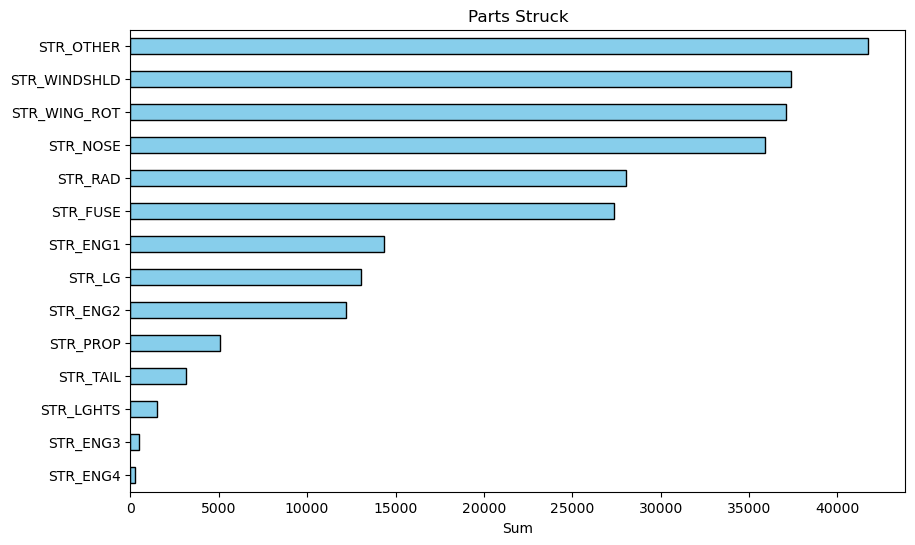 Parts Struck
STR_OTHER
STR_WINDSHLD
STR_WING_ROT
STR_NOSE
STR_RAD
STR_FUSE
STR_ENG1
STR_LG
STR_ENG2
STR_PROP
STR_TAIL
STR_LGHTS
STR_ENG3
STR_ENG4
0 5000 10000 15000 20000 25000 30000 35000 40000
Sum